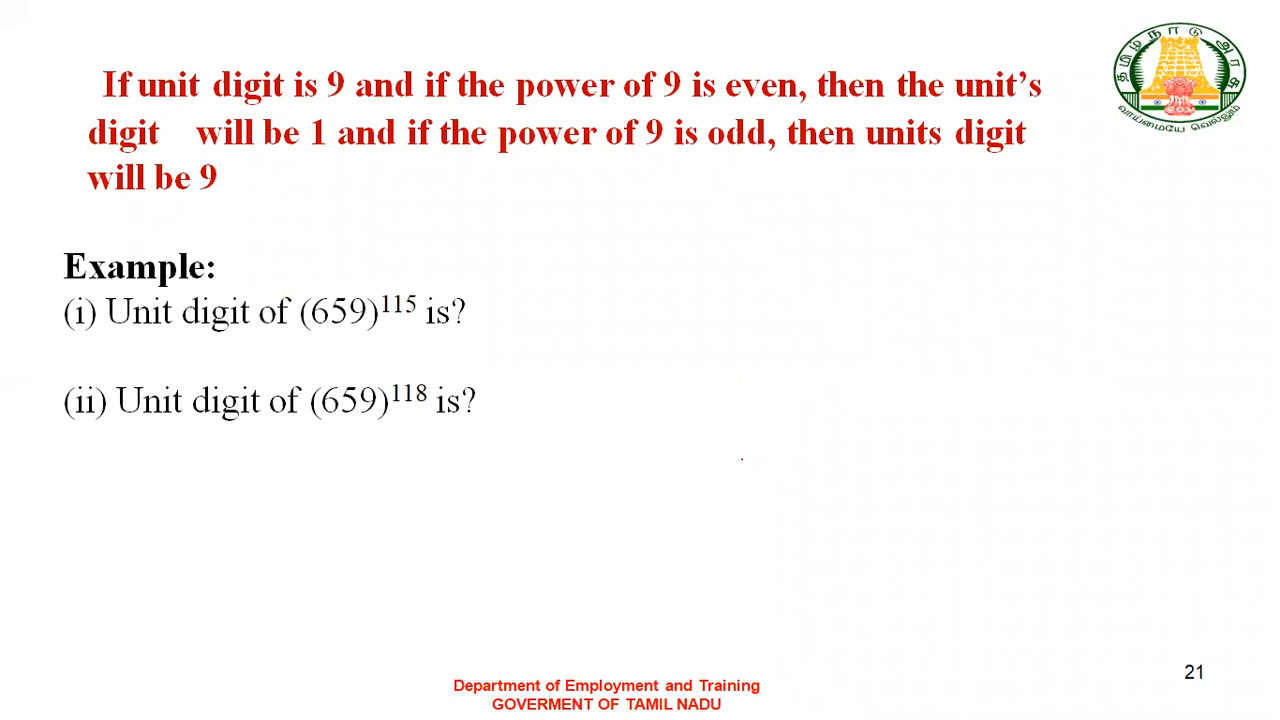 If unit digit is 9 and if the power of 9 is even, then the unit’s
digit will be 1 and if the power of 9 is odd, then units digit
will be 9
Example:
(i) Unit digit of (659)¹¹⁵ is?
(ii) Unit digit of (659)¹¹⁸ is?
தமிழ் நாடு அரசு
வாய்மையே வெல்லும்
21
Department of Employment and Training
GOVERMENT OF TAMIL NADU